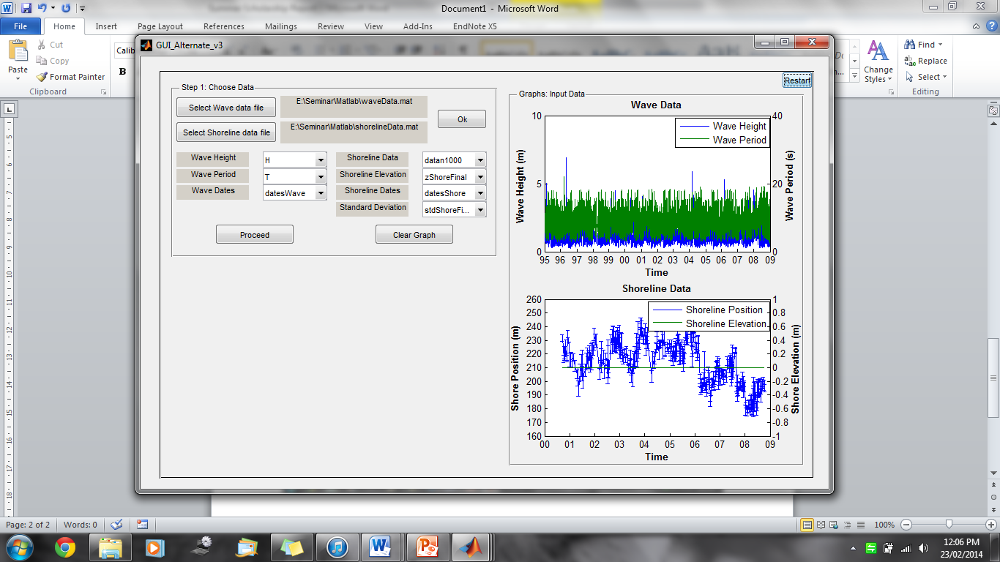 Document1 - Microsoft Word
File Home Insert Page Layout References Mailings Review View Add-Ins EndNote X5
Paste
Cut
Copy
Format Painter
Clipboard
Calib
B
Change
Styles
Find
Replace
Select
Editing
GUI_Alternate_v3
Restart
Step 1: Choose Data
Select Wave data file
E:\Seminar\Matlab\waveData.mat
Select Shoreline data file
E:\Seminar\Matlab\shorelineData.mat
Ok
Wave Height H Shoreline Data datan1000
Wave Period T Shoreline Elevation zShoreFinal
Wave Dates datesWave Shoreline Dates datesShore
Standard Deviation stdShoreFi...
Proceed Clear Graph
Graphs: Input Data
Wave Data
Wave Height
Wave Period
Wave Height (m)
10
5
0
Wave Period (s)
40
20
0
95 96 97 98 99 00 01 02 03 04 05 06 07 08 09
Time
Shoreline Data
Shoreline Position
Shoreline Elevation
Shore Position (m)
260
250
240
230
220
210
200
190
180
170
160
Shore Elevation (m)
1
0.8
0.6
0.4
0.2
0
-0.2
-0.4
-0.6
-0.8
-1
00 01 02 03 04 05 06 07 08 09
Time
Page: 2 of 2 Words: 0
100%
12:06 PM
23/02/2014